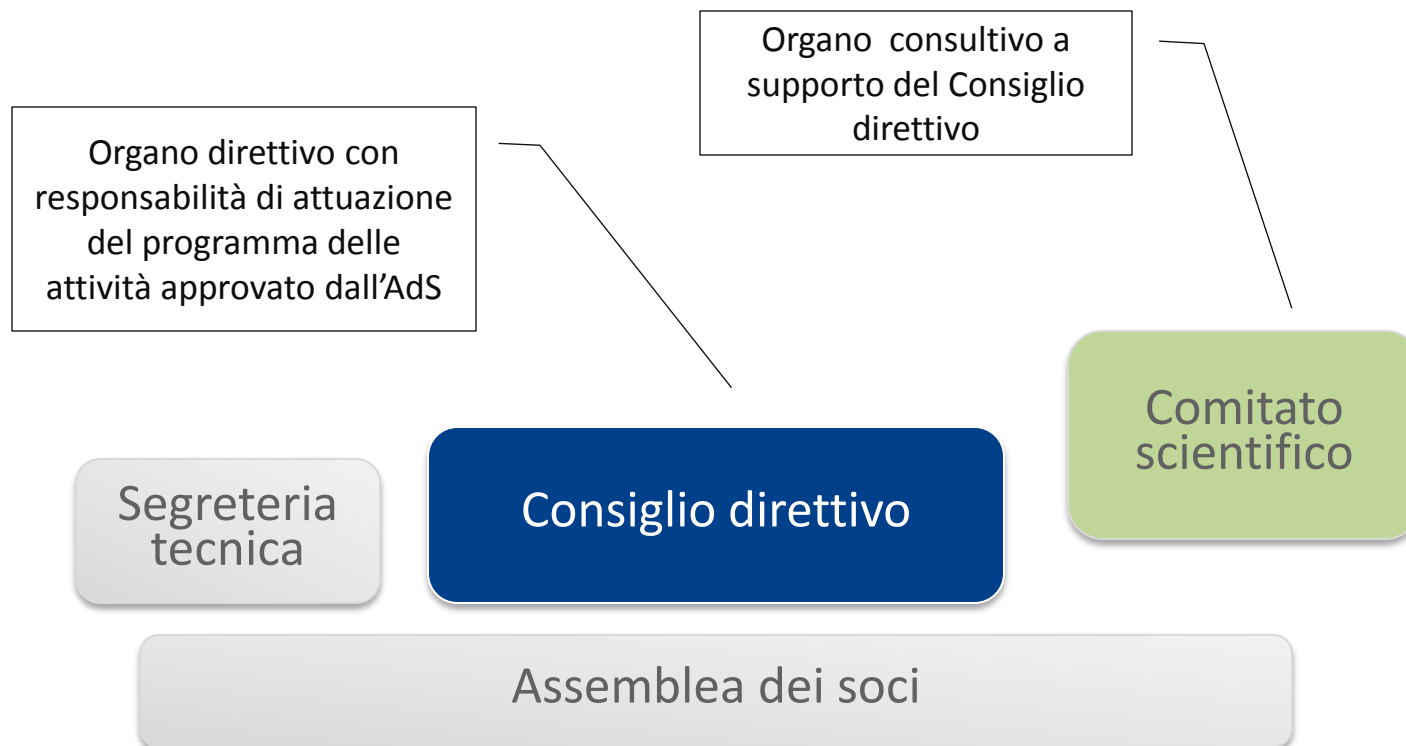 Organo consultivo a
supporto del Consiglio
direttivo
Organo direttivo con
responsabilità di attuazione
del programma delle
attività approvato dall’AdS
Comitato
scientifico
Segreteria
tecnica
Consiglio direttivo
Assemblea dei soci